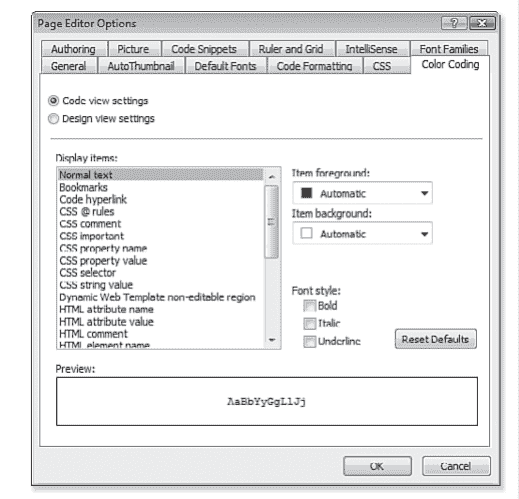 Page Editor Options
Authoring Picture Code Snippets Ruler and Grid IntelliSense Font Families
General AutoThumbnail Default Fonts Code Formatting CSS Color Coding
Code view settings
Design view settings
Display items:
Normal text
Bookmarks
Code hyperlink
CSS @ rules
CSS comment
CSS important
CSS property name
CSS property value
CSS selector
CSS string value
Dynamic Web Template non-editable region
HTML attribute name
HTML attribute value
HTML comment
HTML element name
Item foreground:
Automatic
Item background:
Automatic
Font style:
Bold
Italic
Underline
Reset Defaults
Preview:
AaBbYyGgLlJj
OK Cancel